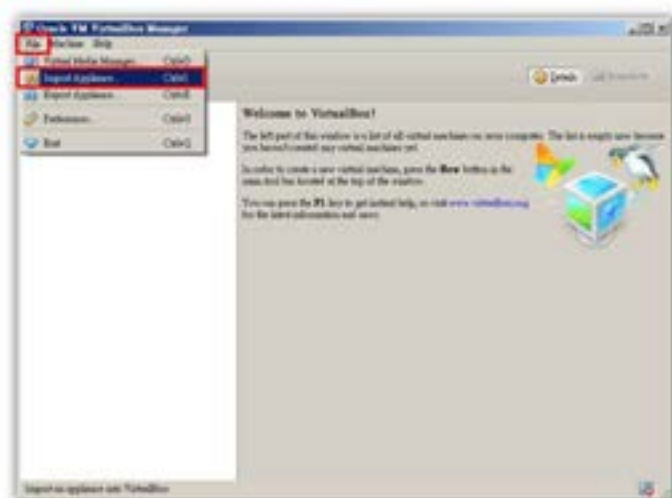 Oracle VM VirtualBox Manager
File Machine Help
Virtual Media Manager... Ctrl+D
Import Appliance... Ctrl+I
Export Appliance... Ctrl+E
Preferences... Ctrl+G
Exit Ctrl+Q
Details
Welcome to VirtualBox!
The left part of this window is a list of all virtual machines on your computer. The list is empty now because
you haven't created any virtual machines yet.
In order to create a new virtual machine, press the New button in the
main tool bar located at the top of the window.
You can press the F1 key to get instant help, or visit www.virtualbox.org
for the latest information and news.
Import an appliance into VirtualBox